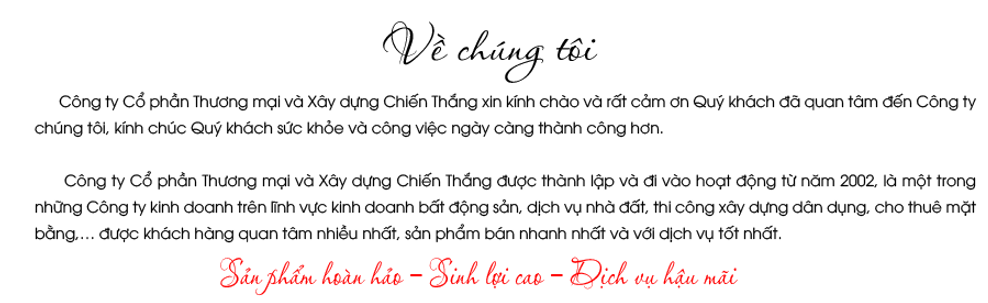 Về chúng tôi
Công ty Cổ phần Thương mại và Xây dựng Chiến Thắng xin kính chào và rất cảm ơn Quý khách đã quan tâm đến Công ty
chúng tôi, kính chúc Quý khách sức khỏe và công việc ngày càng thành công hơn.
Công ty Cổ phần Thương mại và Xây dựng Chiến Thắng được thành lập và đi vào hoạt động từ năm 2002, là một trong
những Công ty kinh doanh trên lĩnh vực kinh doanh bất động sản, dịch vụ nhà đất, thi công xây dựng dân dụng, cho thuê mặt
bằng,... được khách hàng quan tâm nhiều nhất, sản phẩm bán nhanh nhất và với dịch vụ tốt nhất.
Sản phẩm hoàn hảo – Sinh lợi cao – Dịch vụ hậu mãi